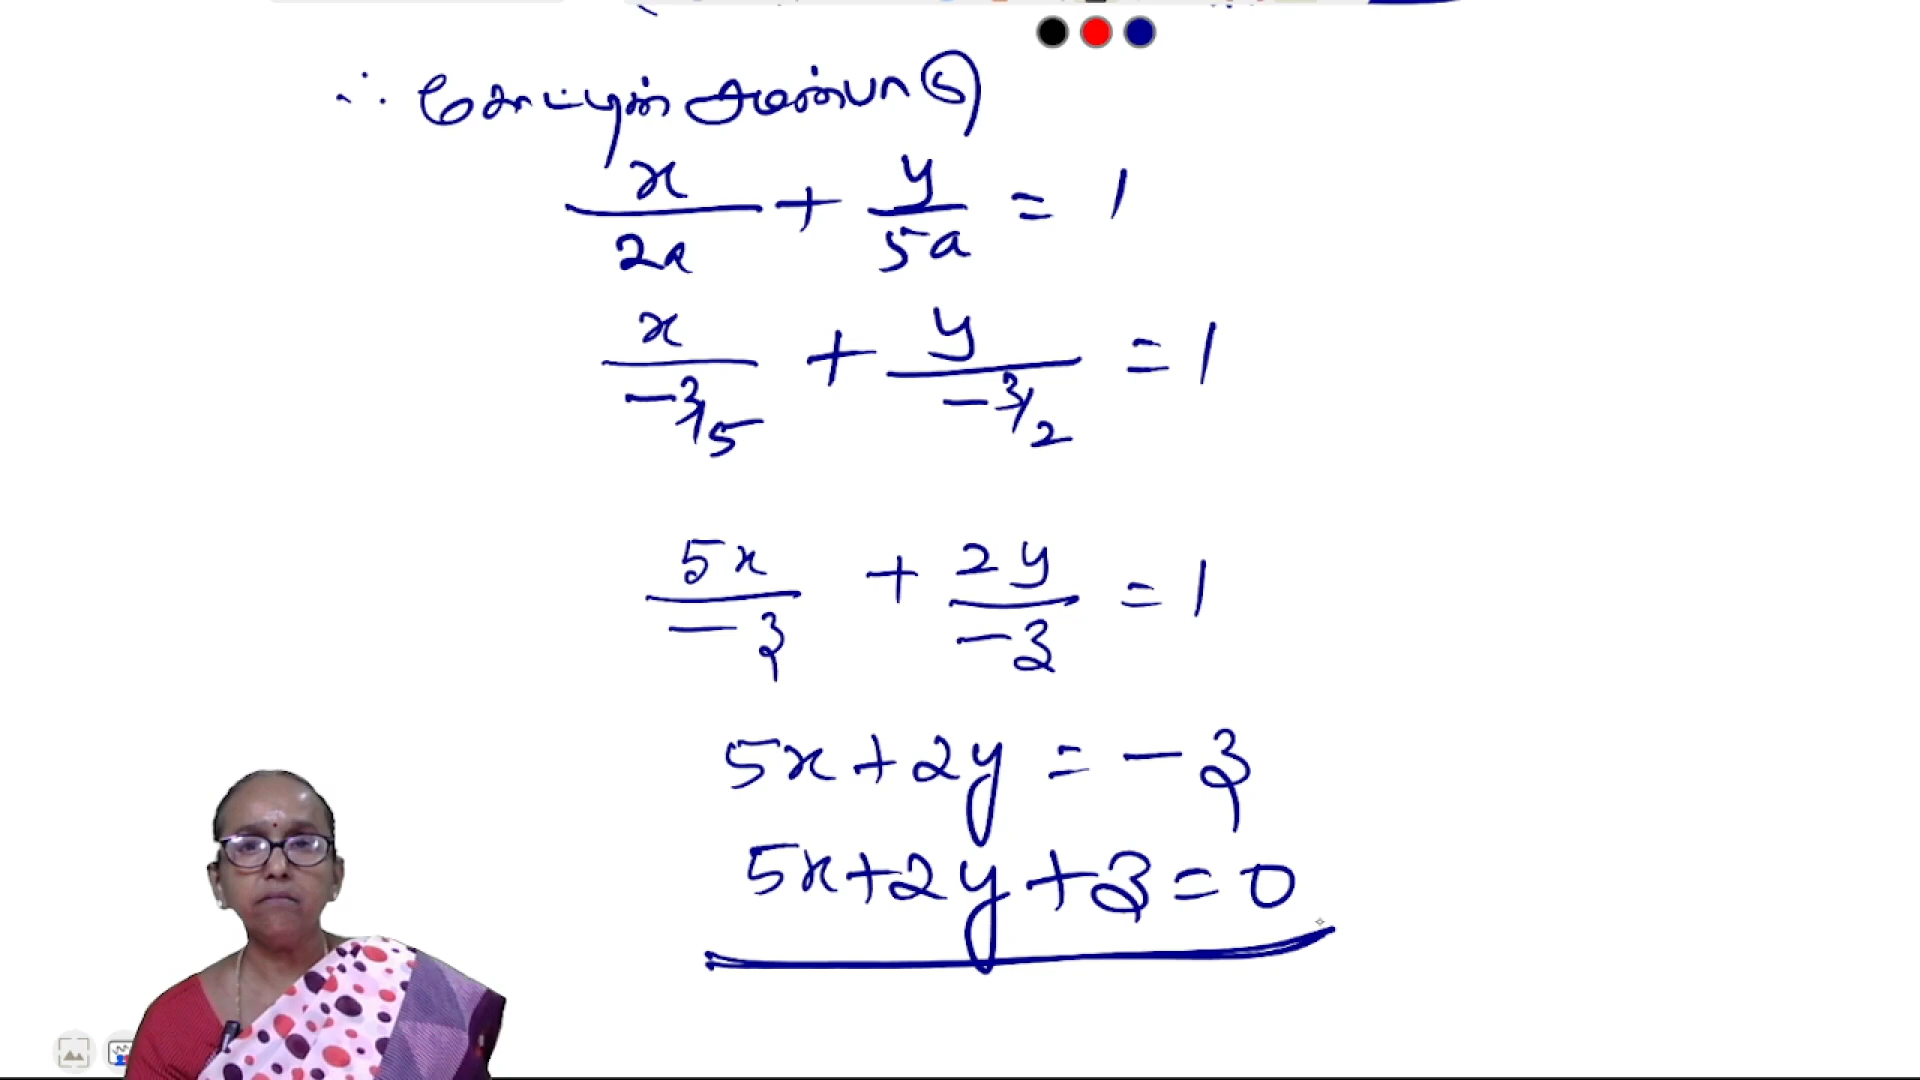 ∴ கோட்டின் சமன்பாடு
x/2a + y/5a = 1
x/(-3/5) + y/(-3/2) = 1
5x/-3 + 2y/-3 = 1
5x+2y = -3
5x+2y+3=0